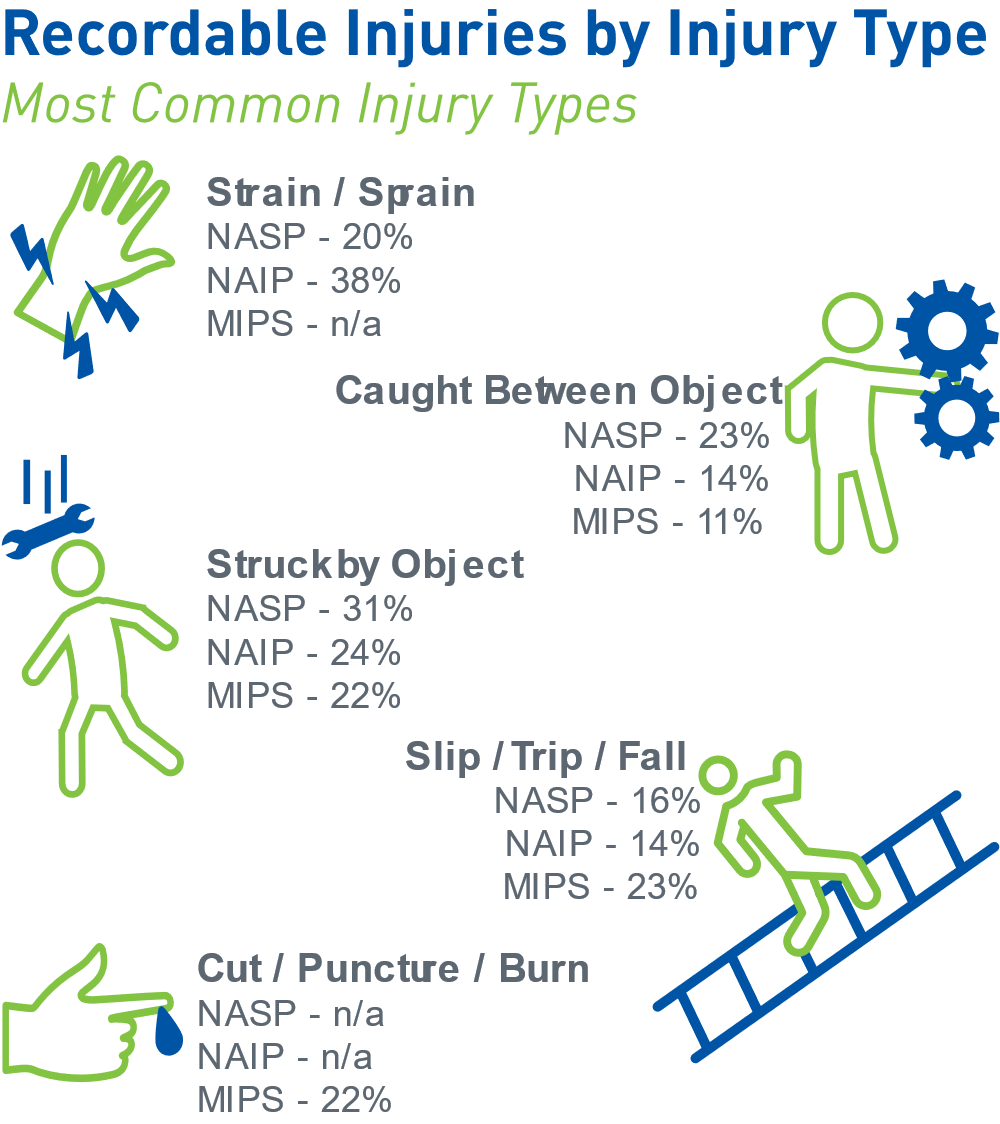 Recordable Injuries by Injury Type
Most Common Injury Types
Strain / Sprain
NASP - 20%
NAIP - 38%
MIPS - n/a
Caught Between Object
NASP - 23%
NAIP - 14%
MIPS - 11%
Struck by Object
NASP - 31%
NAIP - 24%
MIPS - 22%
Slip / Trip / Fall
NASP - 16%
NAIP - 14%
MIPS - 23%
Cut / Puncture / Burn
NASP - n/a
NAIP - n/a
MIPS - 22%